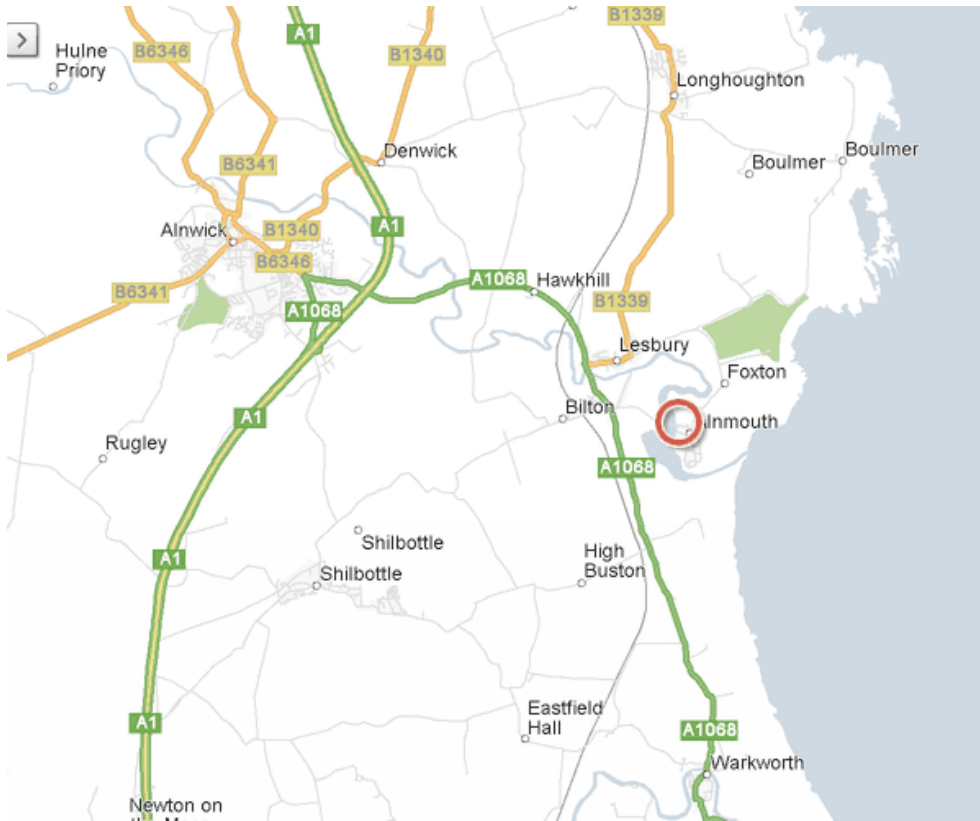 B1339
A1
B6346
B1340
Hulne
Priory
Longhoughton
Denwick
Boulmer
Boulmer
B6341
Alnwick
B1340
A1
B6346
A1068
Hawkhill
B6341
B1339
A1068
Lesbury
Foxton
Bilton
lnmouth
A1
Rugley
A1068
Shilbottle
A1
High
Buston
Shilbottle
Eastfield
Hall
A1
A1068
Warkworth
Newton on